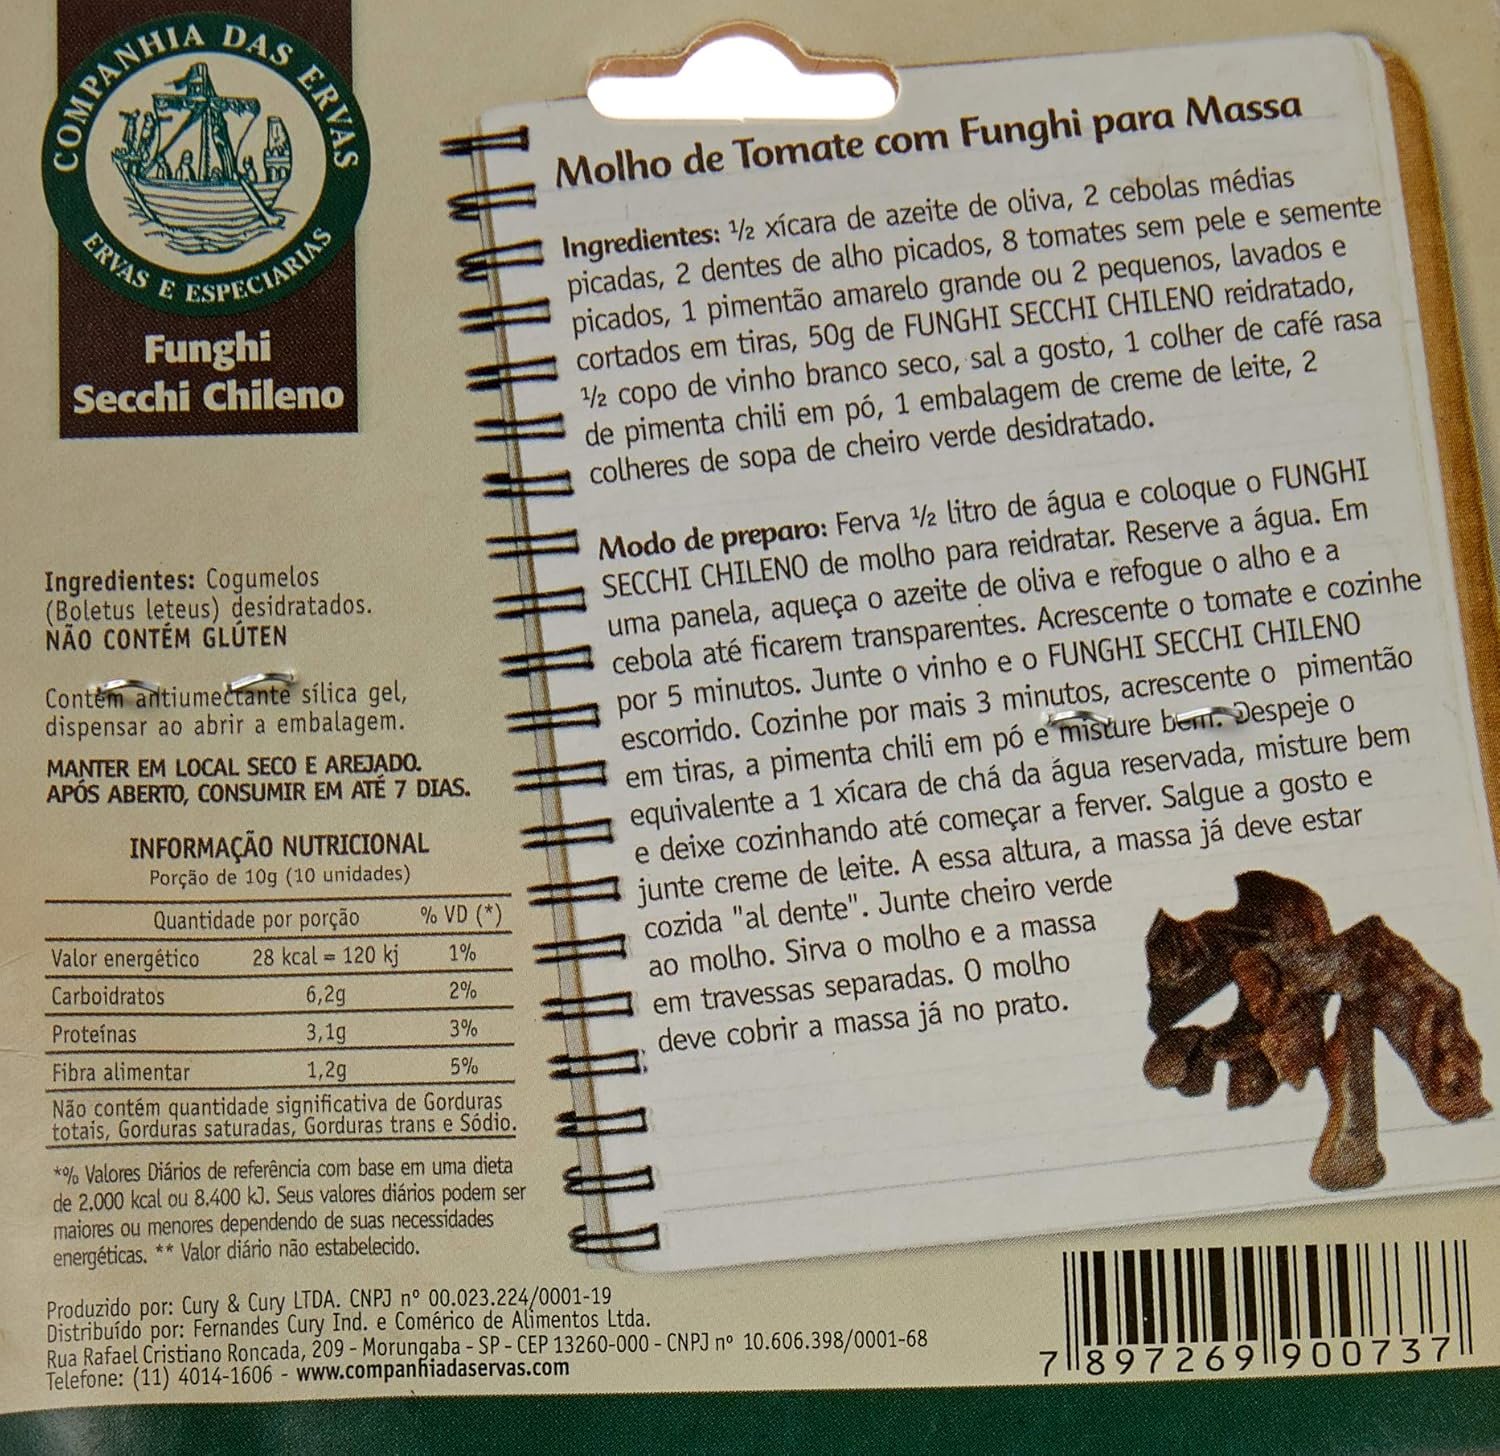 COMPANHIA DAS ERVAS
ERVAS E ESPECIARIAS
Funghi
Secchi Chileno
Molho de Tomate com Funghi para Massa
Ingredientes: ½ xícara de azeite de oliva, 2 cebolas médias
picadas, 2 dentes de alho picados, 8 tomates sem pele e semente
picados, 1 pimentão amarelo grande ou 2 pequenos, lavados e
cortados em tiras, 50g de FUNGHI SECCHI CHILENO reidratado,
½ copo de vinho branco seco, sal a gosto, 1 colher de café rasa
de pimenta chili em pó, 1 embalagem de creme de leite, 2
colheres de sopa de cheiro verde desidratado.
Modo de preparo: Ferva ½ litro de água e coloque o FUNGHI
SECCHI CHILENO de molho para reidratar. Reserve a água. Em
uma panela, aqueça o azeite de oliva e refogue o alho e a
cebola até ficarem transparentes. Acrescente o tomate e cozinhe
por 5 minutos. Junte o vinho e o FUNGHI SECCHI CHILENO
escorrido. Cozinhe por mais 3 minutos, acrescente o pimentão
em tiras, a pimenta chili em pó e misture bem. Despeje o
equivalente a 1 xícara de chá da água reservada, misture bem
e deixe cozinhando até começar a ferver. Salgue a gosto e
junte creme de leite. A essa altura, a massa já deve estar
cozida "al dente". Junte cheiro verde
ao molho. Sirva o molho e a massa
em travessas separadas. O molho
deve cobrir a massa já no prato.
Ingredientes: Cogumelos
(Boletus leteus) desidratados.
NÃO CONTÉM GLÚTEN
Contém antiumectante sílica gel,
dispensar ao abrir a embalagem.
MANTER EM LOCAL SECO E AREJADO.
APÓS ABERTO, CONSUMIR EM ATÉ 7 DIAS.
INFORMAÇÃO NUTRICIONAL
Porção de 10g (10 unidades)
Quantidade por porção % VD (*)
Valor energético 28 kcal = 120 kj 1%
Carboidratos 6,2g 2%
Proteínas 3,1g 3%
Fibra alimentar 1,2g 5%
Não contém quantidade significativa de Gorduras
totais, Gorduras saturadas, Gorduras trans e Sódio.
*% Valores Diários de referência com base em uma dieta
de 2.000 kcal ou 8.400 kJ. Seus valores diários podem ser
maiores ou menores dependendo de suas necessidades
energéticas. ** Valor diário não estabelecido.
Produzido por: Cury & Cury LTDA. CNPJ nº 00.023.224/0001-19
Distribuído por: Fernandes Cury Ind. e Comérico de Alimentos Ltda.
Rua Rafael Cristiano Roncada, 209 - Morungaba - SP - CEP 13260-000 - CNPJ nº 10.606.398/0001-68
Telefone: (11) 4014-1606 - www.companhiadaservas.com
7 897269 900737